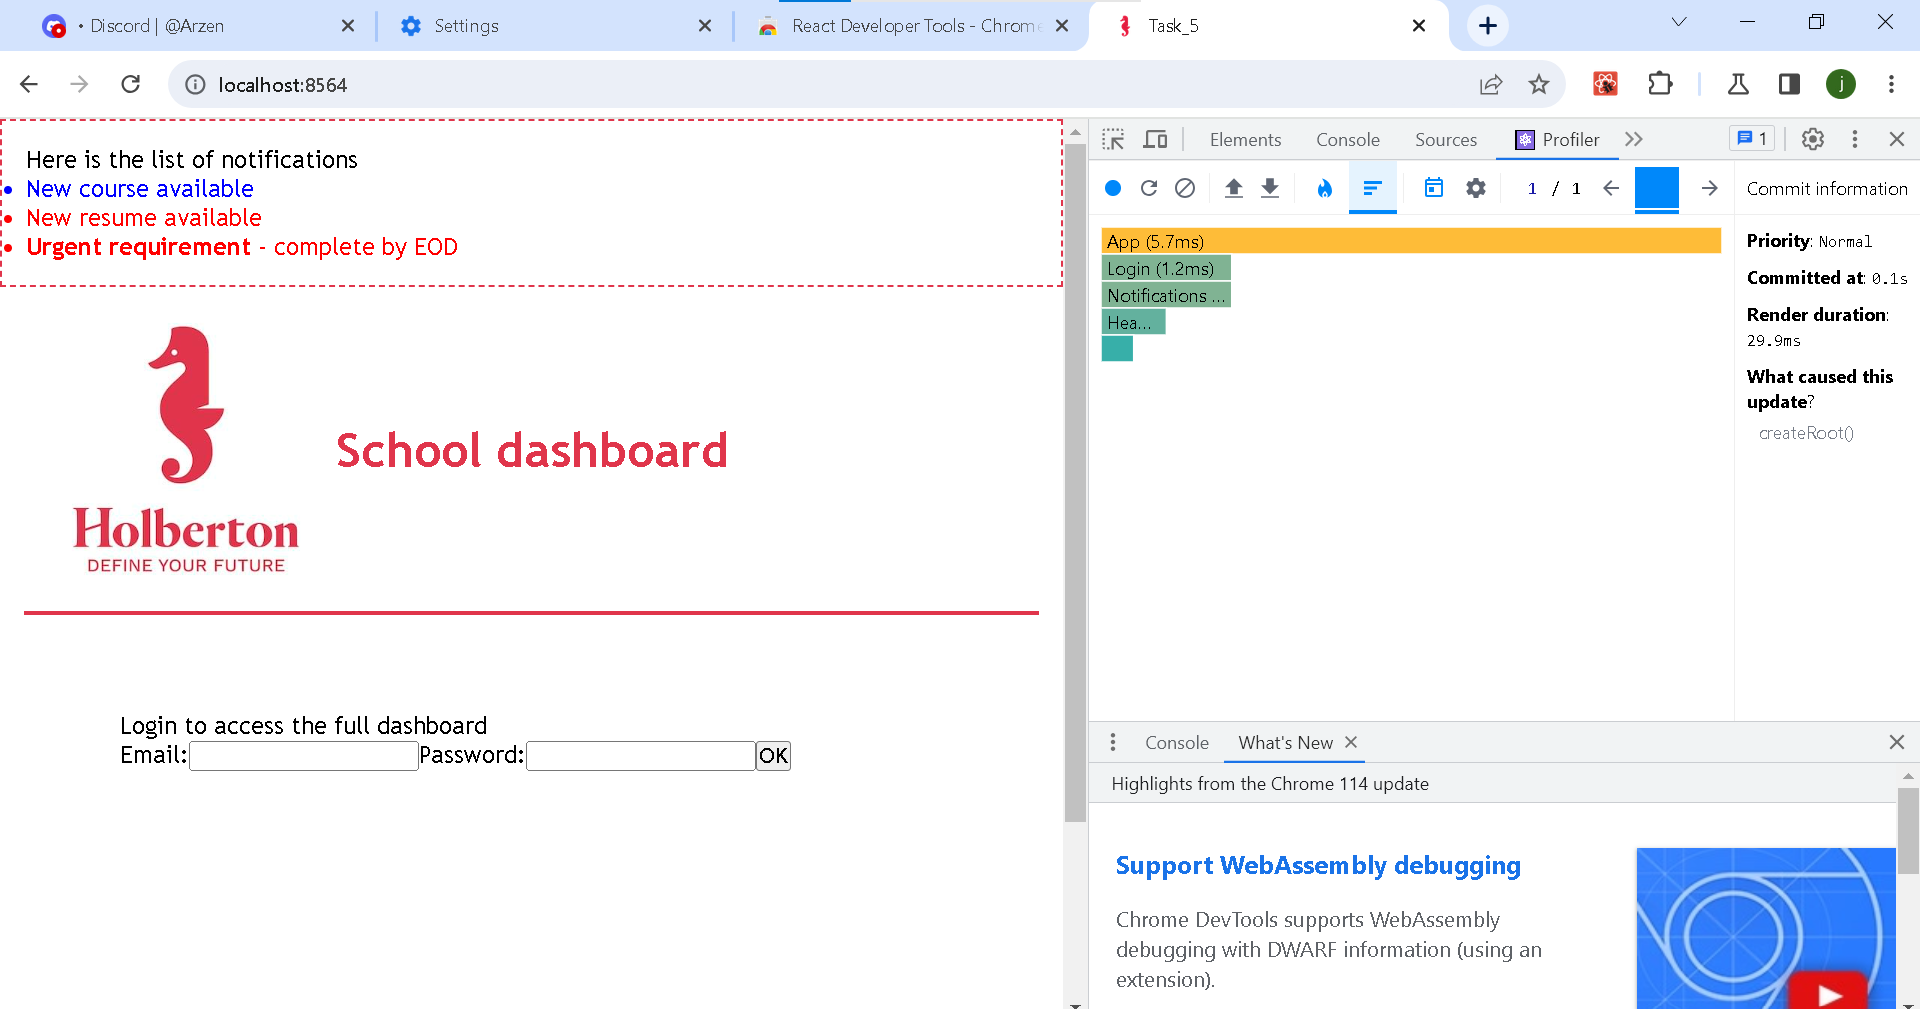 • Discord | @Arzen
Settings
React Developer Tools - Chrome
Task_5
localhost:8564
j
Here is the list of notifications
New course available
New resume available
Urgent requirement - complete by EOD
Holberton
DEFINE YOUR FUTURE
School dashboard
Login to access the full dashboard
Email: Password: OK
Elements Console Sources Profiler 1
1 / 1
Commit information
App (5.7ms)
Login (1.2ms)
Notifications ...
Hea...
Priority: Normal
Committed at: 0.1s
Render duration:
29.9ms
What caused this
update?
createRoot()
Console What's New
Highlights from the Chrome 114 update
Support WebAssembly debugging
Chrome DevTools supports WebAssembly
debugging with DWARF information (using an
extension).